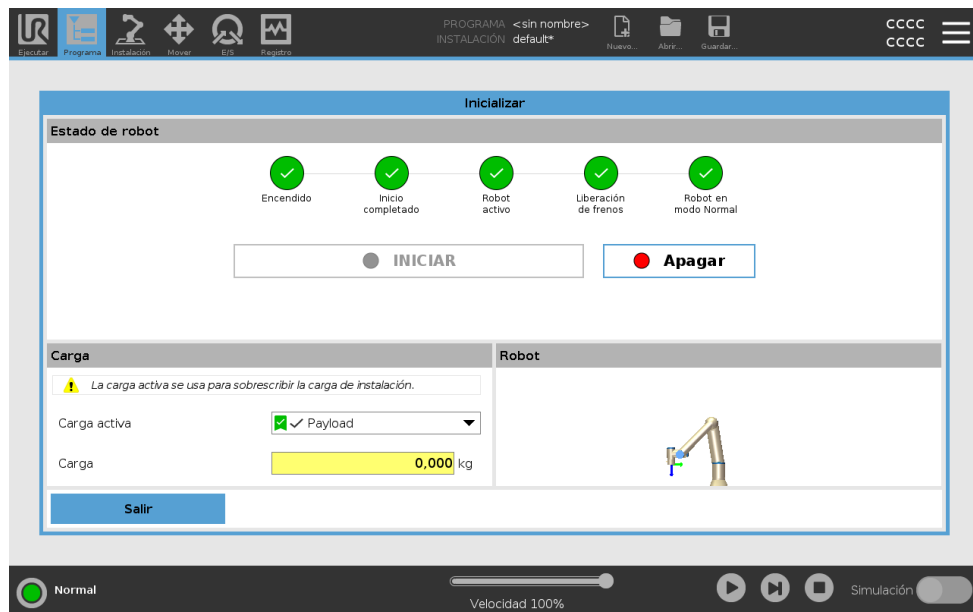 UR
PROGRAMA <sin nombre>
INSTALACIÓN default*
CCCC
CCCC
Ejecutar Programa Instalación Mover E/S Registro Nuevo... Abrir... Guardar...
Inicializar
Estado de robot
Encendido
Inicio
completado
Robot
activo
Liberación
de frenos
Robot en
modo Normal
INICIAR
Apagar
Carga
Robot
La carga activa se usa para sobrescribir la carga de instalación.
Carga activa
Payload
Carga
0,000 kg
Salir
Normal
Velocidad 100%
Simulación